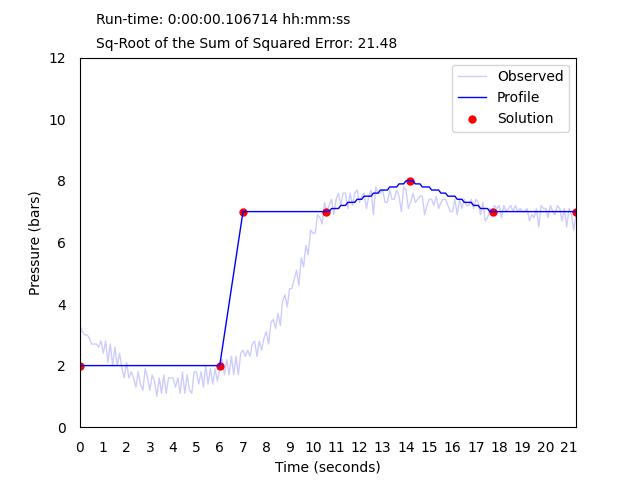 Run-time: 0:00:00.106714 hh:mm:ss
Sq-Root of the Sum of Squared Error: 21.48
12
10
8
6
4
2
0
Pressure (bars)
Observed
Profile
Solution
0 1 2 3 4 5 6 7 8 9 10 11 12 13 14 15 16 17 18 19 20 21
Time (seconds)